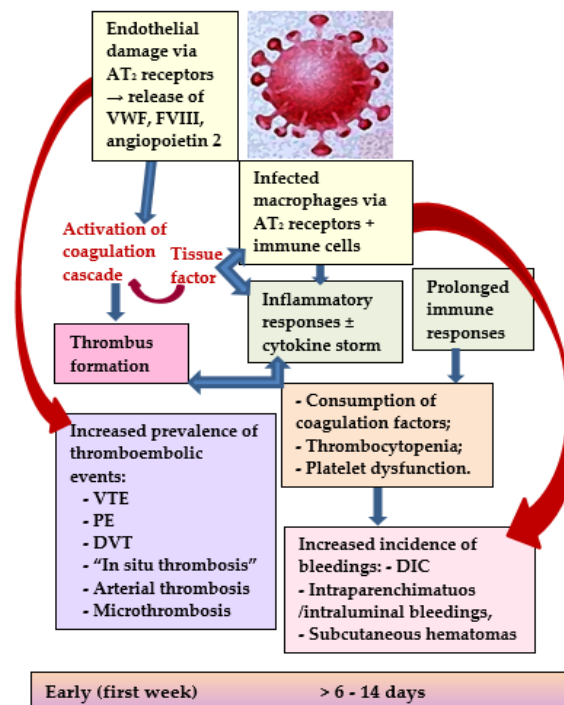 Endothelial
damage via
AT₂ receptors
→ release of
VWF, FVIII,
angiopoietin 2
Infected
macrophages via
AT₂ receptors +
immune cells
Activation of
coagulation
cascade
Tissue
factor
Inflammatory
responses ±
cytokine storm
Prolonged
immune
responses
Thrombus
formation
- Consumption of
coagulation factors;
- Thrombocytopenia;
- Platelet dysfunction.
Increased prevalence of
thromboembolic
events:
- VTE
- PE
- DVT
- “In situ thrombosis”
- Arterial thrombosis
- Microthrombosis
Increased incidence of
bleedings: - DIC
- Intraparenchimatuos
/intraluminal bleedings,
- Subcutaneous hematomas
Early (first week) > 6 - 14 days